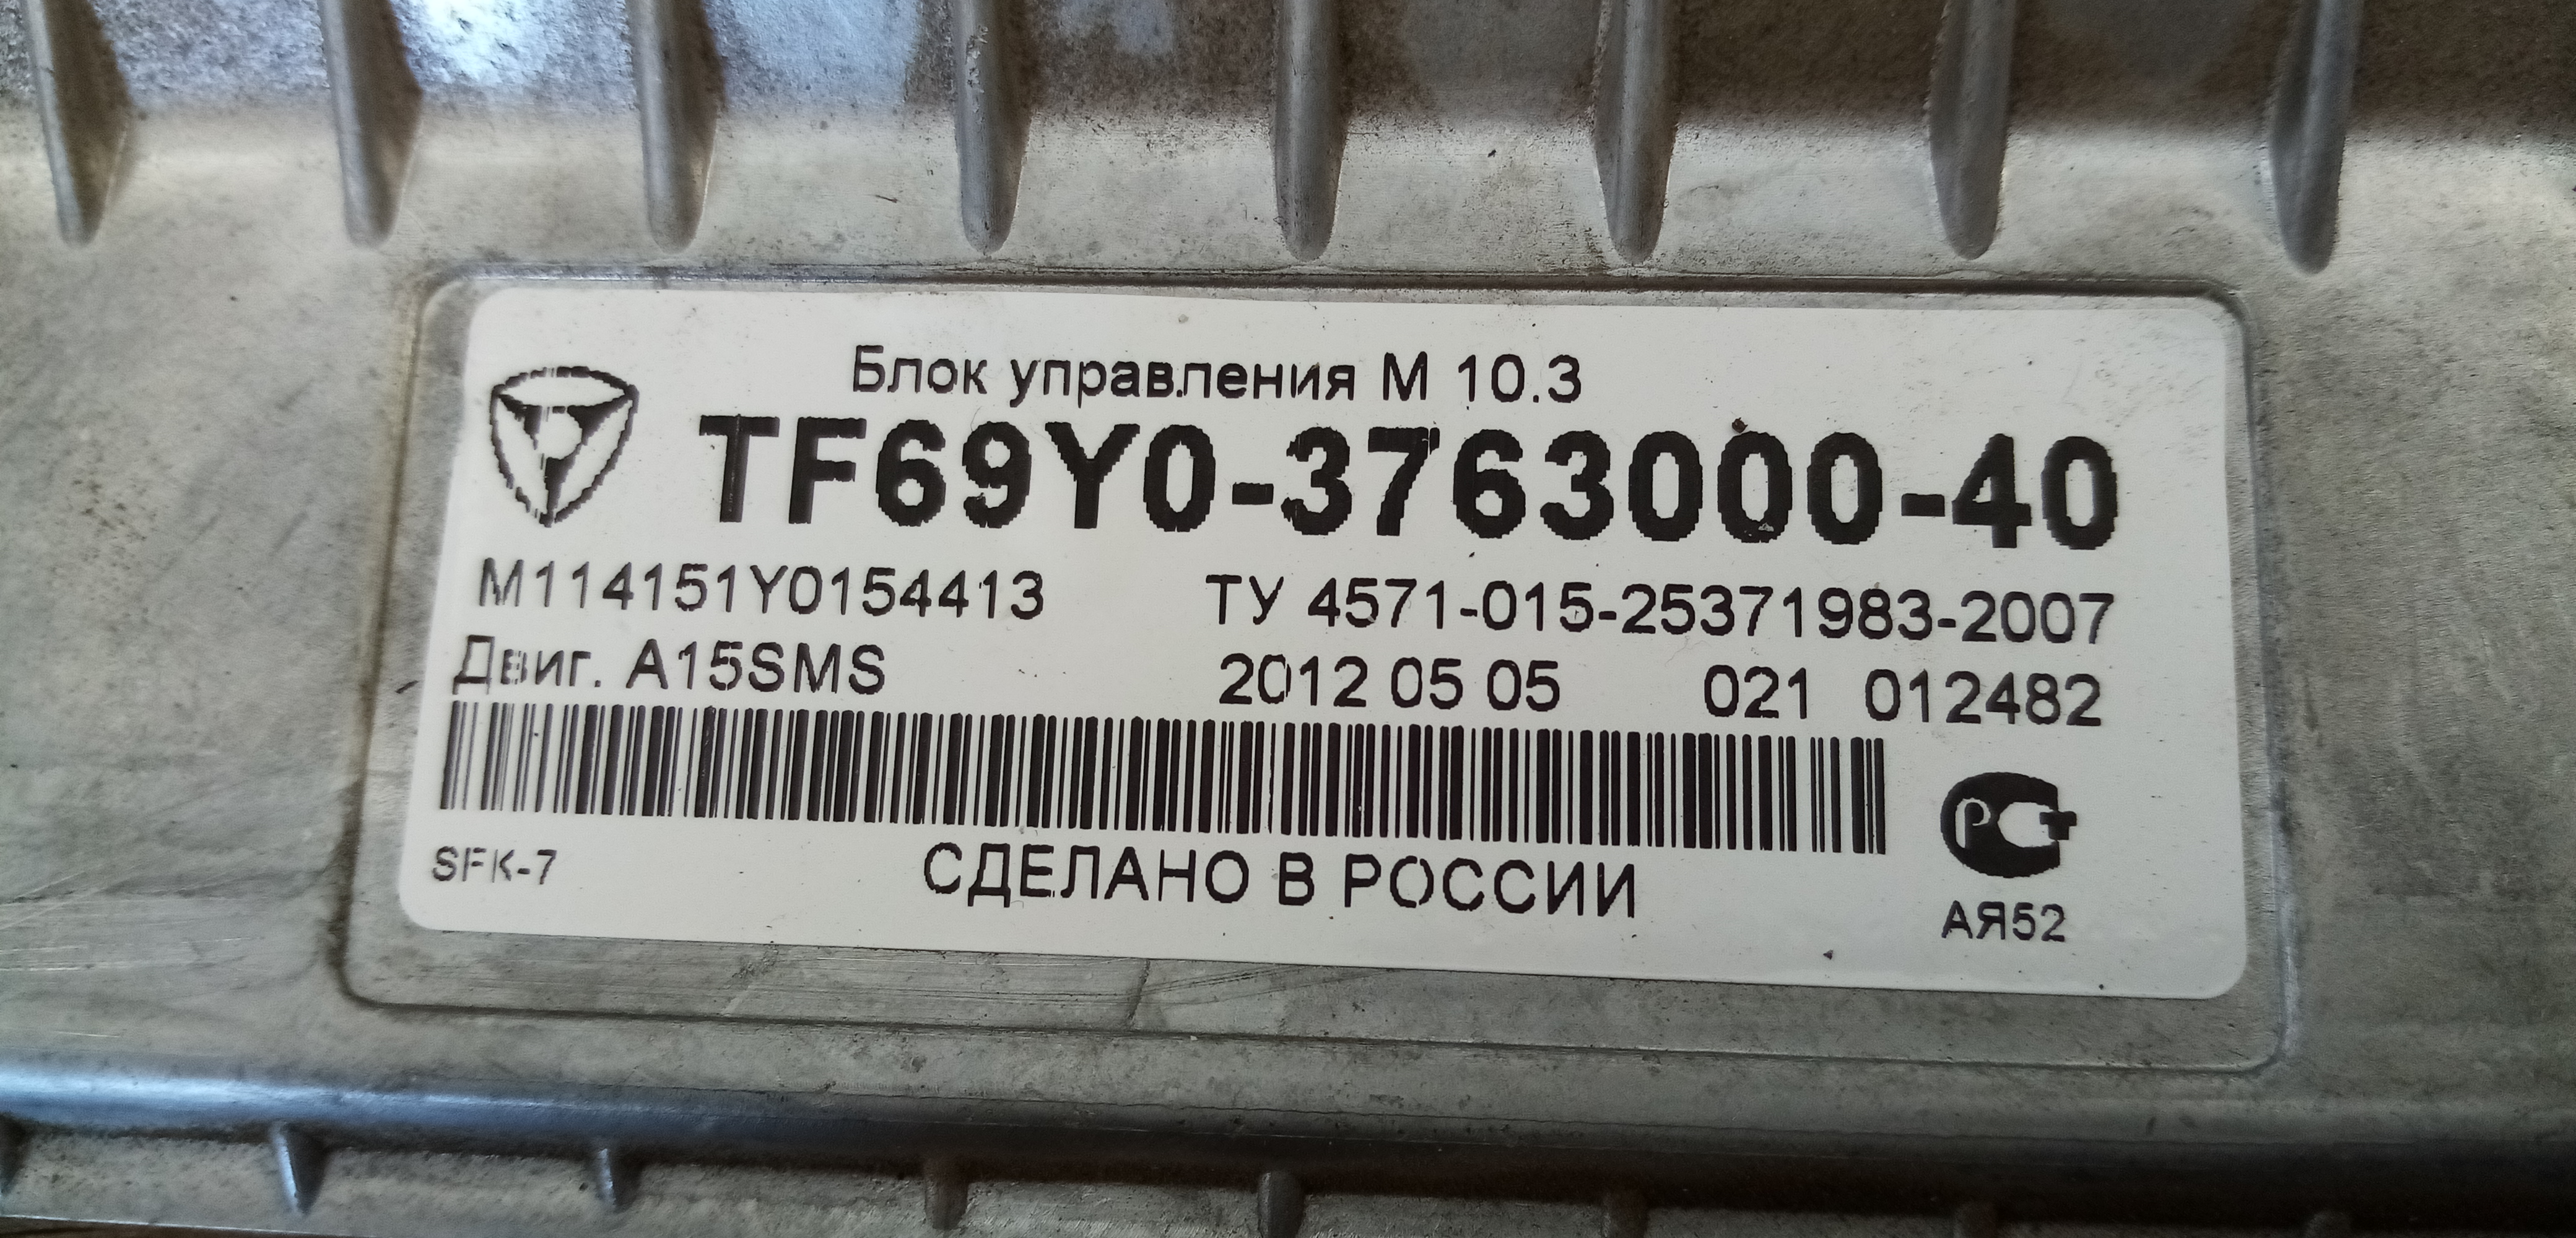 Блок управления М 10.3
TF69Y0-3763000-40
M114151Y0154413 ТУ 4571-015-25371983-2007
Двиг. A15SMS 2012 05 05 021 012482
SFK-7 СДЕЛАНО В РОССИИ
РСТ
АЯ52